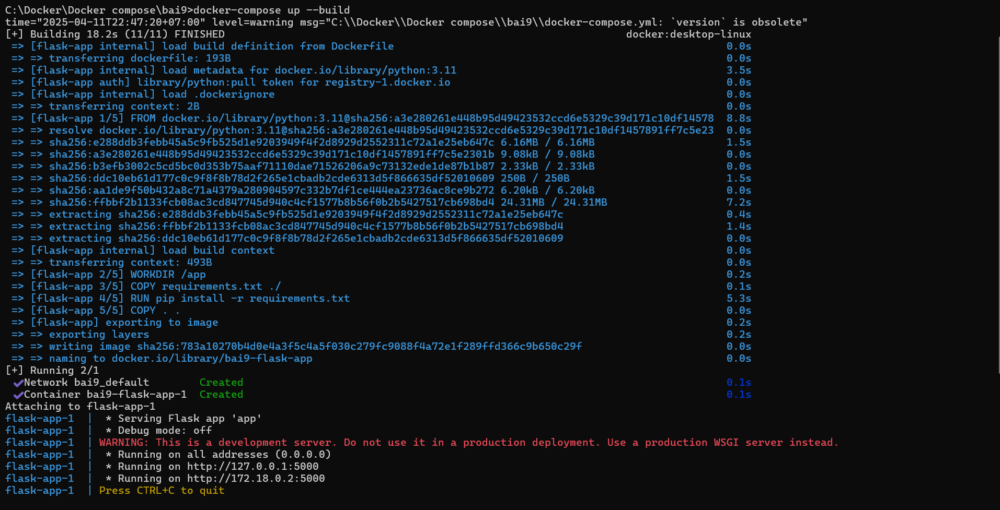 C:\Docker\Docker compose\bai9>docker-compose up --build
time="2025-04-11T22:47:20+07:00" level=warning msg="C:\\Docker\\Docker compose\\bai9\\docker-compose.yml: `version` is obsolete"
[+] Building 18.2s (11/11) FINISHED docker:desktop-linux
=> [flask-app internal] load build definition from Dockerfile 0.0s
=> => transferring dockerfile: 193B 0.0s
=> [flask-app internal] load metadata for docker.io/library/python:3.11 3.5s
=> [flask-app auth] library/python:pull token for registry-1.docker.io 0.0s
=> [flask-app internal] load .dockerignore 0.0s
=> => transferring context: 2B 0.0s
=> [flask-app 1/5] FROM docker.io/library/python:3.11@sha256:a3e280261e448b95d49423532ccd6e5329c39d171c10df14578 8.8s
=> => resolve docker.io/library/python:3.11@sha256:a3e280261e448b95d49423532ccd6e5329c39d171c10df1457891ff7c5e23 0.0s
=> => sha256:e288ddb3febb45a5c9fb525d1e9203949f4f2d8929d2552311c72a1e25eb647c 6.16MB / 6.16MB 1.5s
=> => sha256:a3e280261e448b95d49423532ccd6e5329c39d171c10df1457891ff7c5e2301b 9.08kB / 9.08kB 0.0s
=> => sha256:b3efb3002c5cd5bc0d353b75aaf71110dae71526206a9c73132ede1de87b1b87 2.33kB / 2.33kB 0.0s
=> => sha256:ddc10eb61d177c0c9f8f8b78d2f265e1cbadb2cde6313d5f866635df52010609 250B / 250B 1.5s
=> => sha256:aa1de9f50b432a8c71a4379a280904597c332b7df1ce444ea23736ac8ce9b272 6.20kB / 6.20kB 0.0s
=> => sha256:ffbbf2b1133fcb08ac3cd847745d940c4cf1577b8b56f0b2b5427517cb698bd4 24.31MB / 24.31MB 7.2s
=> => extracting sha256:e288ddb3febb45a5c9fb525d1e9203949f4f2d8929d2552311c72a1e25eb647c 0.4s
=> => extracting sha256:ffbbf2b1133fcb08ac3cd847745d940c4cf1577b8b56f0b2b5427517cb698bd4 1.4s
=> => extracting sha256:ddc10eb61d177c0c9f8f8b78d2f265e1cbadb2cde6313d5f866635df52010609 0.0s
=> [flask-app internal] load build context 0.0s
=> => transferring context: 493B 0.0s
=> [flask-app 2/5] WORKDIR /app 0.2s
=> [flask-app 3/5] COPY requirements.txt ./ 0.1s
=> [flask-app 4/5] RUN pip install -r requirements.txt 5.3s
=> [flask-app 5/5] COPY . . 0.0s
=> [flask-app] exporting to image 0.2s
=> => exporting layers 0.2s
=> => writing image sha256:783a10270b4d0e4a3f5c4a5f030c279fc9088f4a72e1f289ffd366c9b650c29f 0.0s
=> => naming to docker.io/library/bai9-flask-app 0.0s
[+] Running 2/1
✔Network bai9_default Created 0.1s
✔Container bai9-flask-app-1 Created 0.1s
Attaching to flask-app-1
flask-app-1 | * Serving Flask app 'app'
flask-app-1 | * Debug mode: off
flask-app-1 | WARNING: This is a development server. Do not use it in a production deployment. Use a production WSGI server instead.
flask-app-1 | * Running on all addresses (0.0.0.0)
flask-app-1 | * Running on http://127.0.0.1:5000
flask-app-1 | * Running on http://172.18.0.2:5000
flask-app-1 | Press CTRL+C to quit